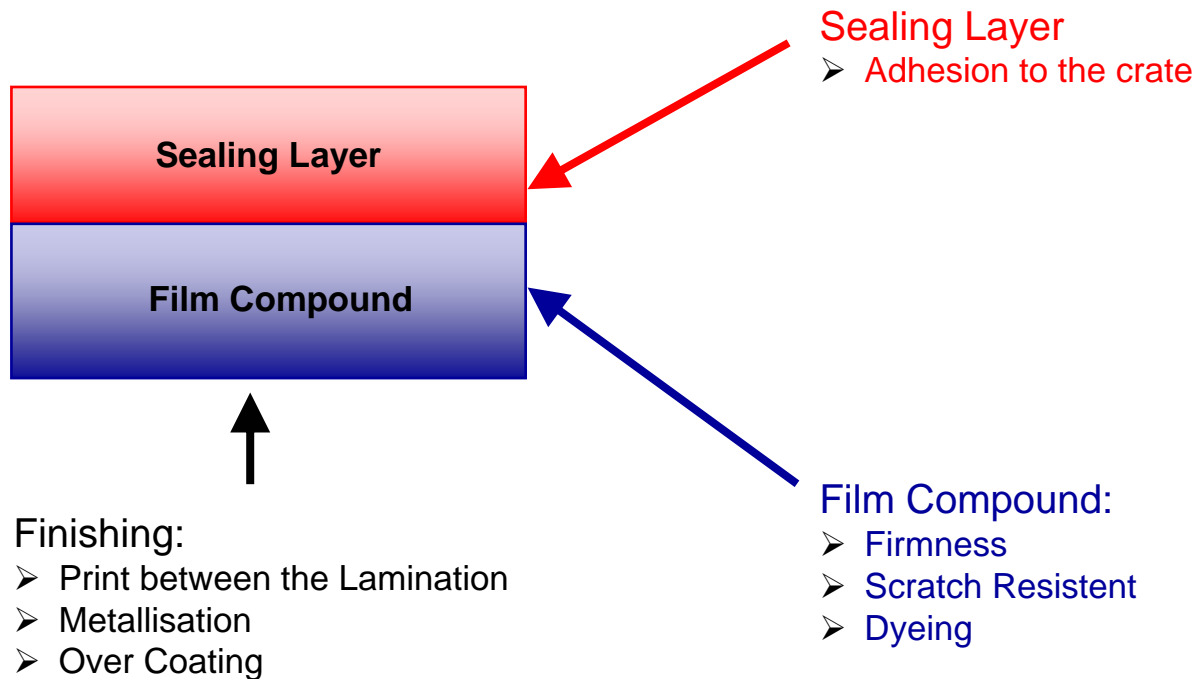 Sealing Layer
➢ Adhesion to the crate
Sealing Layer
Film Compound
Finishing:
➢ Print between the Lamination
➢ Metallisation
➢ Over Coating
Film Compound:
➢ Firmness
➢ Scratch Resistent
➢ Dyeing